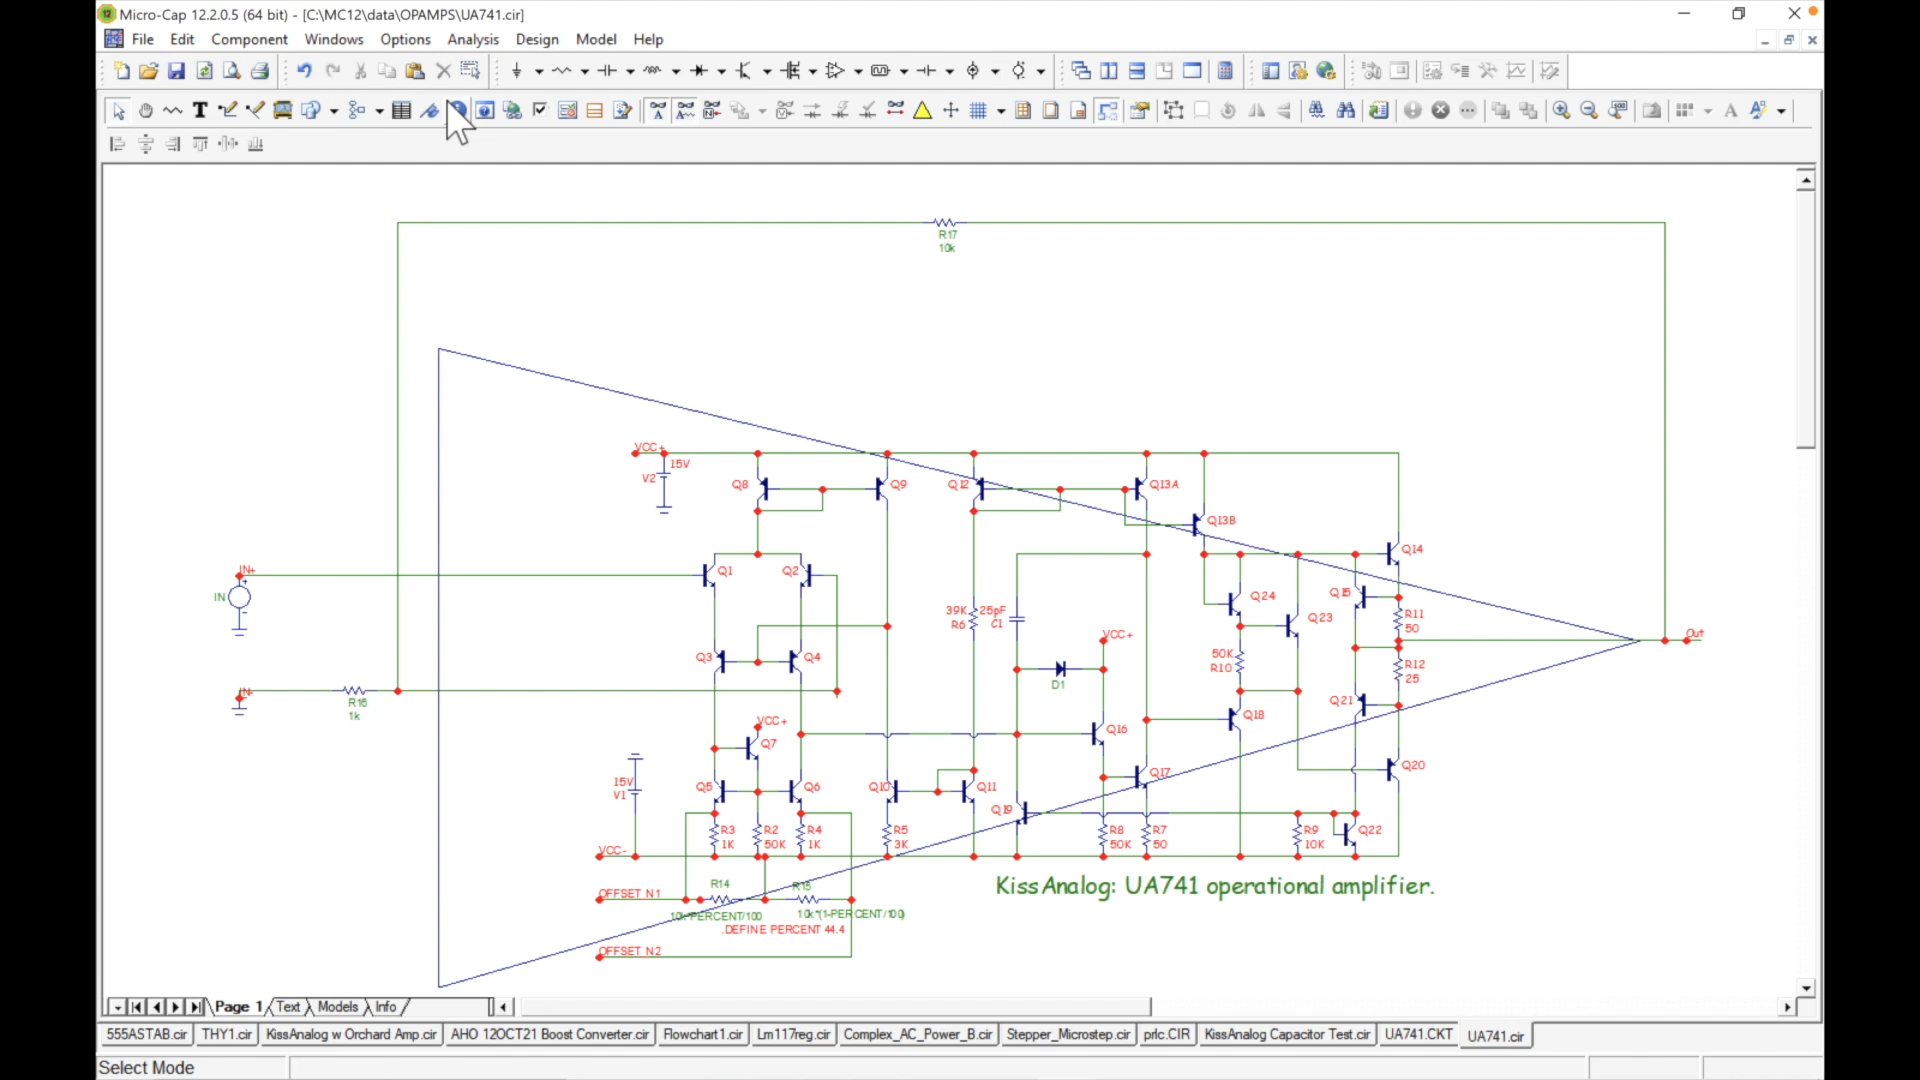 Micro-Cap 12.2.0.5 (64 bit) - [C:\MC12\data\OPAMPS\UA741.cir]
File Edit Component Windows Options Analysis Design Model Help
R17
10k
VCC+
15V
V2
Q8
Q9
Q12
Q13A
Q13B
Q14
IN+
IN
Q1
Q2
Q24
Q15
39K
R6
25pF
C1
Q23
R11
50
Out
VCC+
Q3
Q4
50K
R10
R12
25
D1
IN-
R16
1k
Q21
Q18
VCC+
Q7
Q16
15V
V1
Q5
Q6
Q10
Q11
Q17
Q20
Q19
R3
1K
R2
50K
R4
1K
R5
3K
R8
50K
R7
50
R9
10K
Q22
VCC-
OFFSET N1
R14
R15
10k*PERCENT/100
10k*(1-PERCENT/100)
.DEFINE PERCENT 44.4
OFFSET N2
KissAnalog: UA741 operational amplifier.
Page 1 Text Models Info
555ASTAB.cir THY1.cir KissAnalog w Orchard Amp.cir AHO 12OCT21 Boost Converter.cir Flowchart1.cir Lm117reg.cir Complex_AC_Power_B.cir Stepper_Microstep.cir prlc.CIR KissAnalog Capacitor Test.cir UA741.CKT UA741.cir
Select Mode